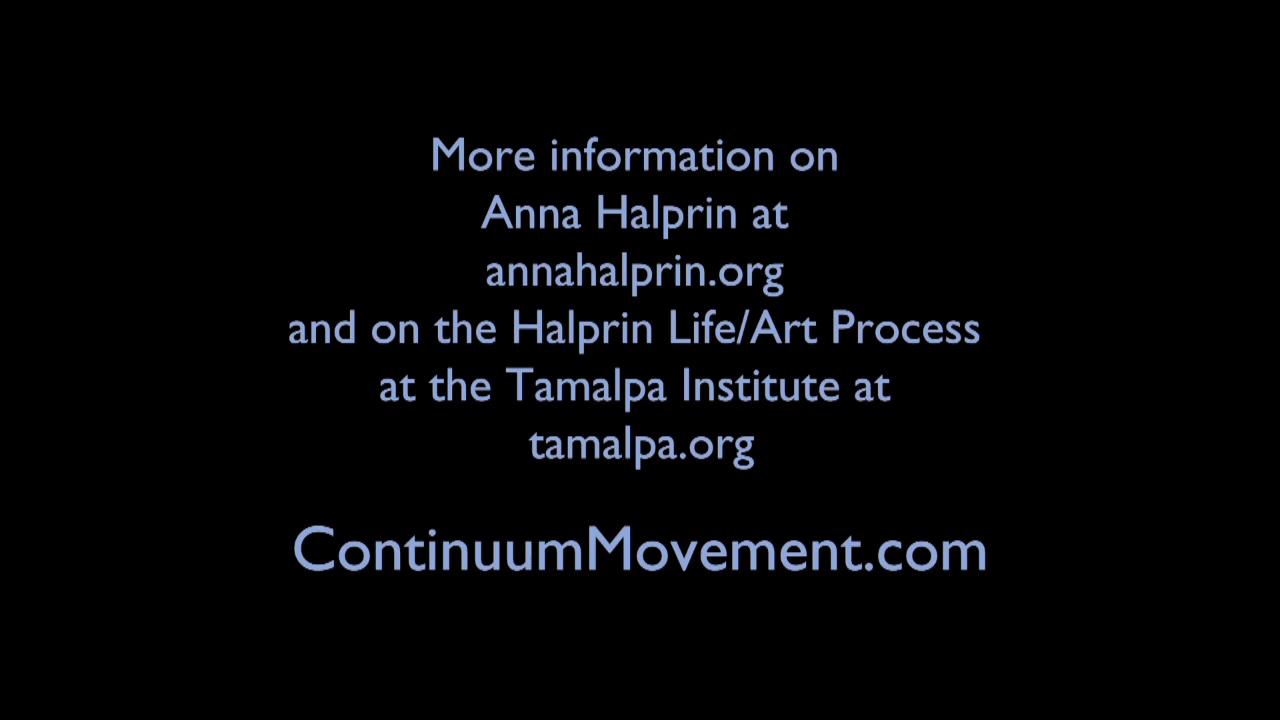 More information on
Anna Halprin at
annahalprin.org
and on the Halprin Life/Art Process
at the Tamalpa Institute at
tamalpa.org
ContinuumMovement.com